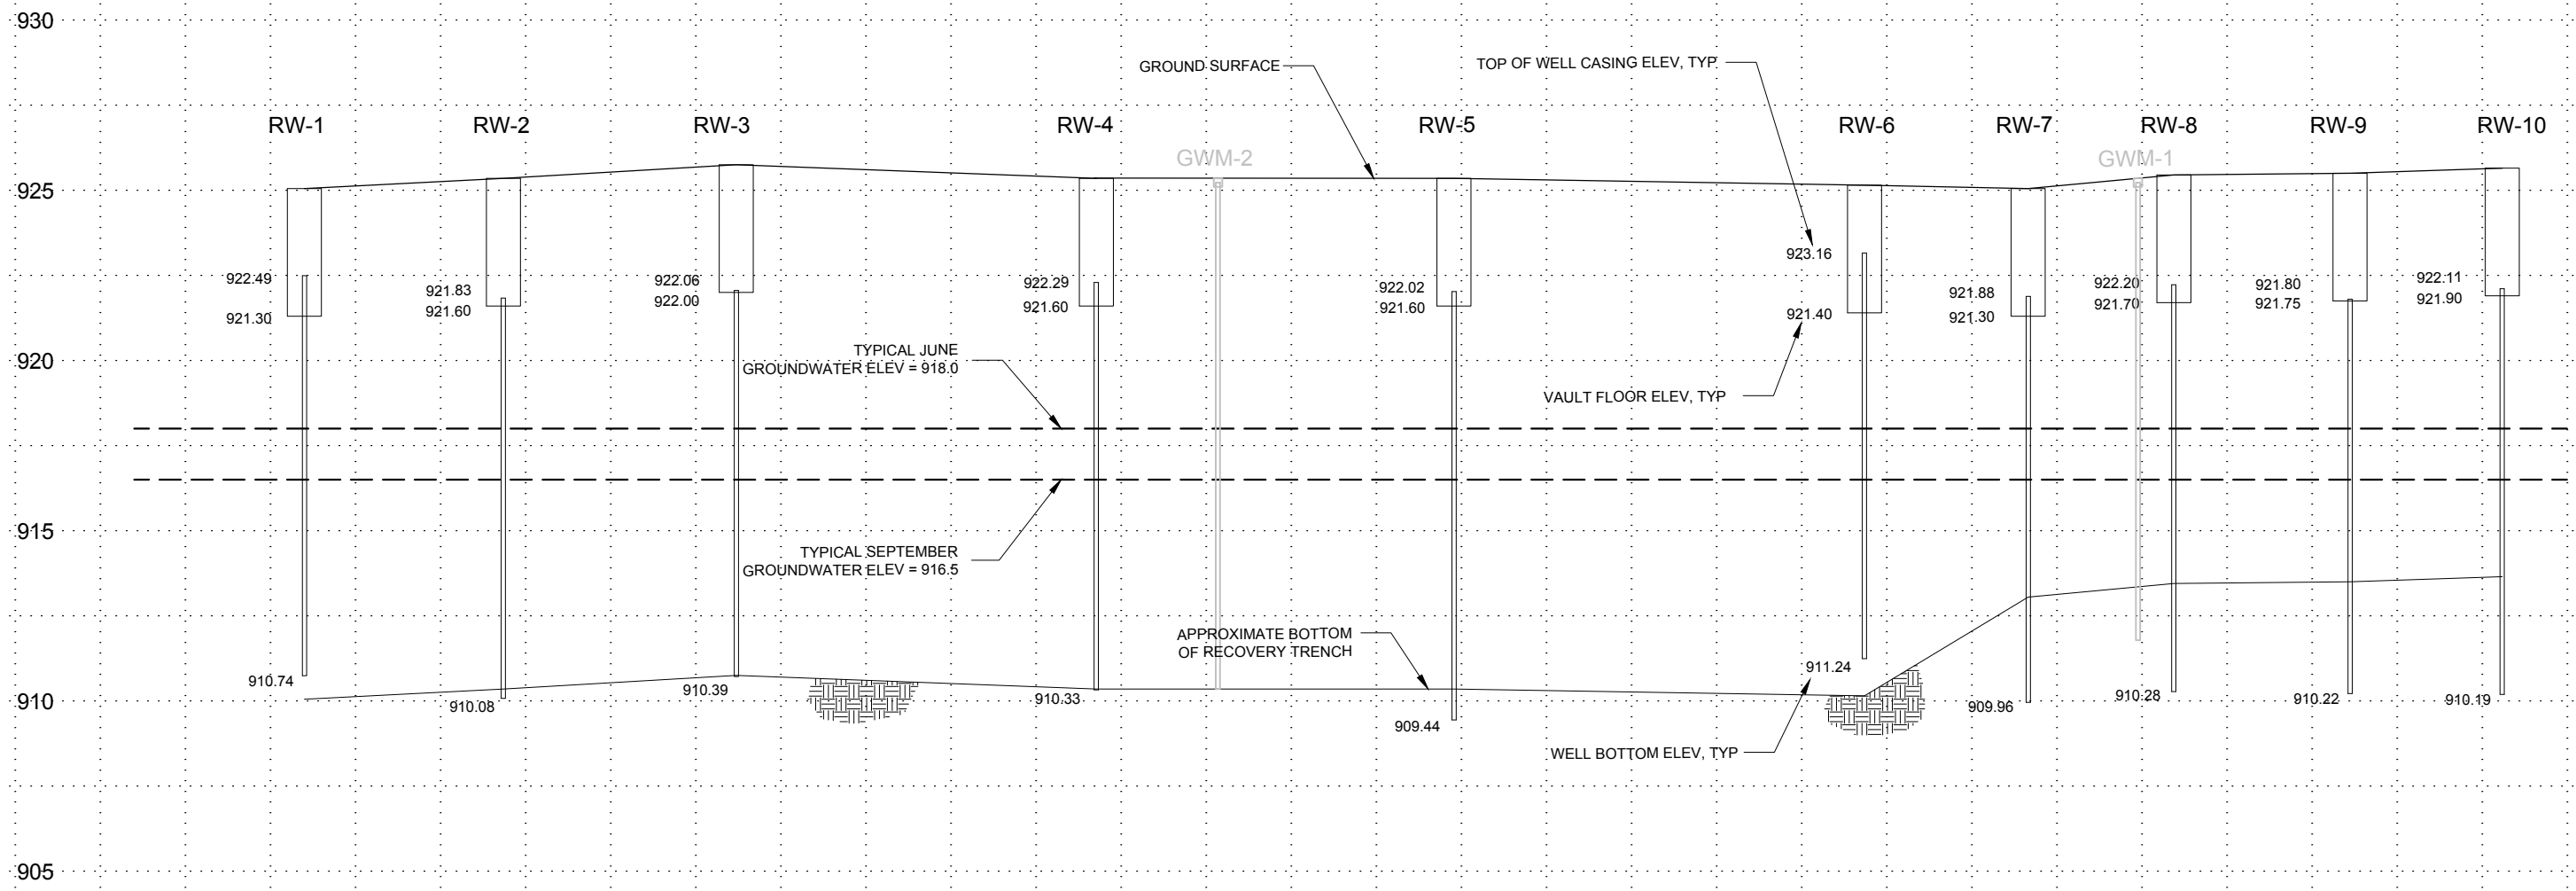 930
GROUND SURFACE
TOP OF WELL CASING ELEV, TYP
RW-1
RW-2
RW-3
RW-4
RW-5
RW-6
RW-7
RW-8
RW-9
RW-10
GWM-2
GWM-1
925
922.49
921.30
921.83
921.60
922.06
922.00
922.29
921.60
922.02
921.60
923.16
921.40
921.88
921.30
922.20
921.70
921.80
921.75
922.11
921.90
920
TYPICAL JUNE
GROUNDWATER ELEV = 918.0
VAULT FLOOR ELEV, TYP
915
TYPICAL SEPTEMBER
GROUNDWATER ELEV = 916.5
APPROXIMATE BOTTOM
OF RECOVERY TRENCH
910.74
910.08
910.39
910.33
909.44
911.24
909.96
910.28
910.22
910.19
910
WELL BOTTOM ELEV, TYP
905